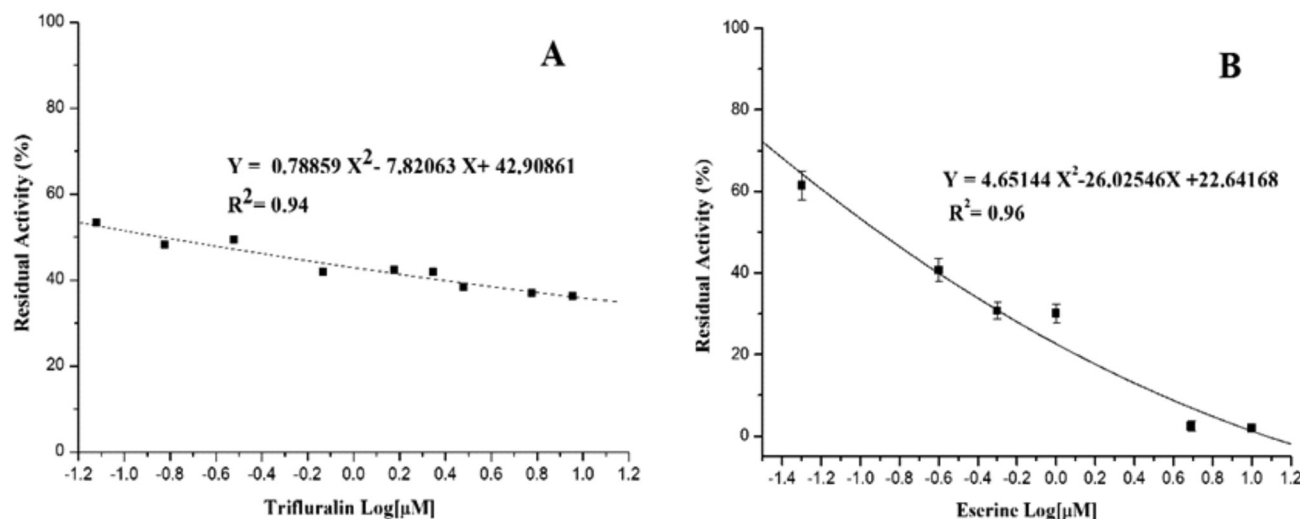 A
Y = 0.78859 X²- 7.82063 X+ 42.90861
R²= 0.94
Residual Activity (%)
100
80
60
40
20
0
-1.2 -1.0 -0.8 -0.6 -0.4 -0.2 0.0 0.2 0.4 0.6 0.8 1.0 1.2
Trifluralin Log[µM]
B
Y = 4.65144 X²-26.02546X +22.64168
R²= 0.96
Residual Activity (%)
100
80
60
40
20
0
-1.4 -1.2 -1.0 -0.8 -0.6 -0.4 -0.2 0.0 0.2 0.4 0.6 0.8 1.0 1.2
Eserine Log[µM]